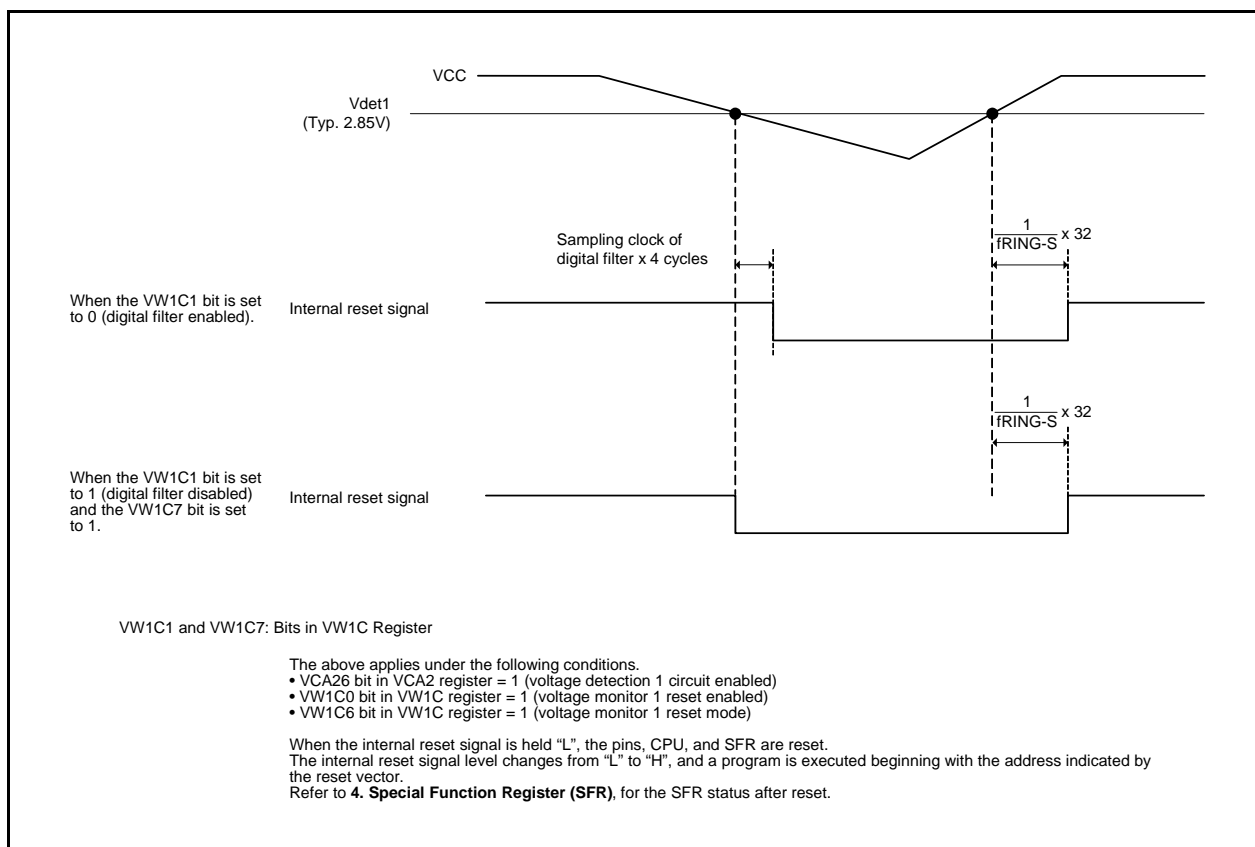 VCC
Vdet1
(Typ. 2.85V)
Sampling clock of
digital filter x 4 cycles
1
fRING-S
x 32
When the VW1C1 bit is set
to 0 (digital filter enabled).
Internal reset signal
1
fRING-S
x 32
When the VW1C1 bit is set
to 1 (digital filter disabled)
and the VW1C7 bit is set
to 1.
Internal reset signal
VW1C1 and VW1C7: Bits in VW1C Register
The above applies under the following conditions.
• VCA26 bit in VCA2 register = 1 (voltage detection 1 circuit enabled)
• VW1C0 bit in VW1C register = 1 (voltage monitor 1 reset enabled)
• VW1C6 bit in VW1C register = 1 (voltage monitor 1 reset mode)
When the internal reset signal is held “L”, the pins, CPU, and SFR are reset.
The internal reset signal level changes from “L” to “H”, and a program is executed beginning with the address indicated by
the reset vector.
Refer to 4. Special Function Register (SFR), for the SFR status after reset.